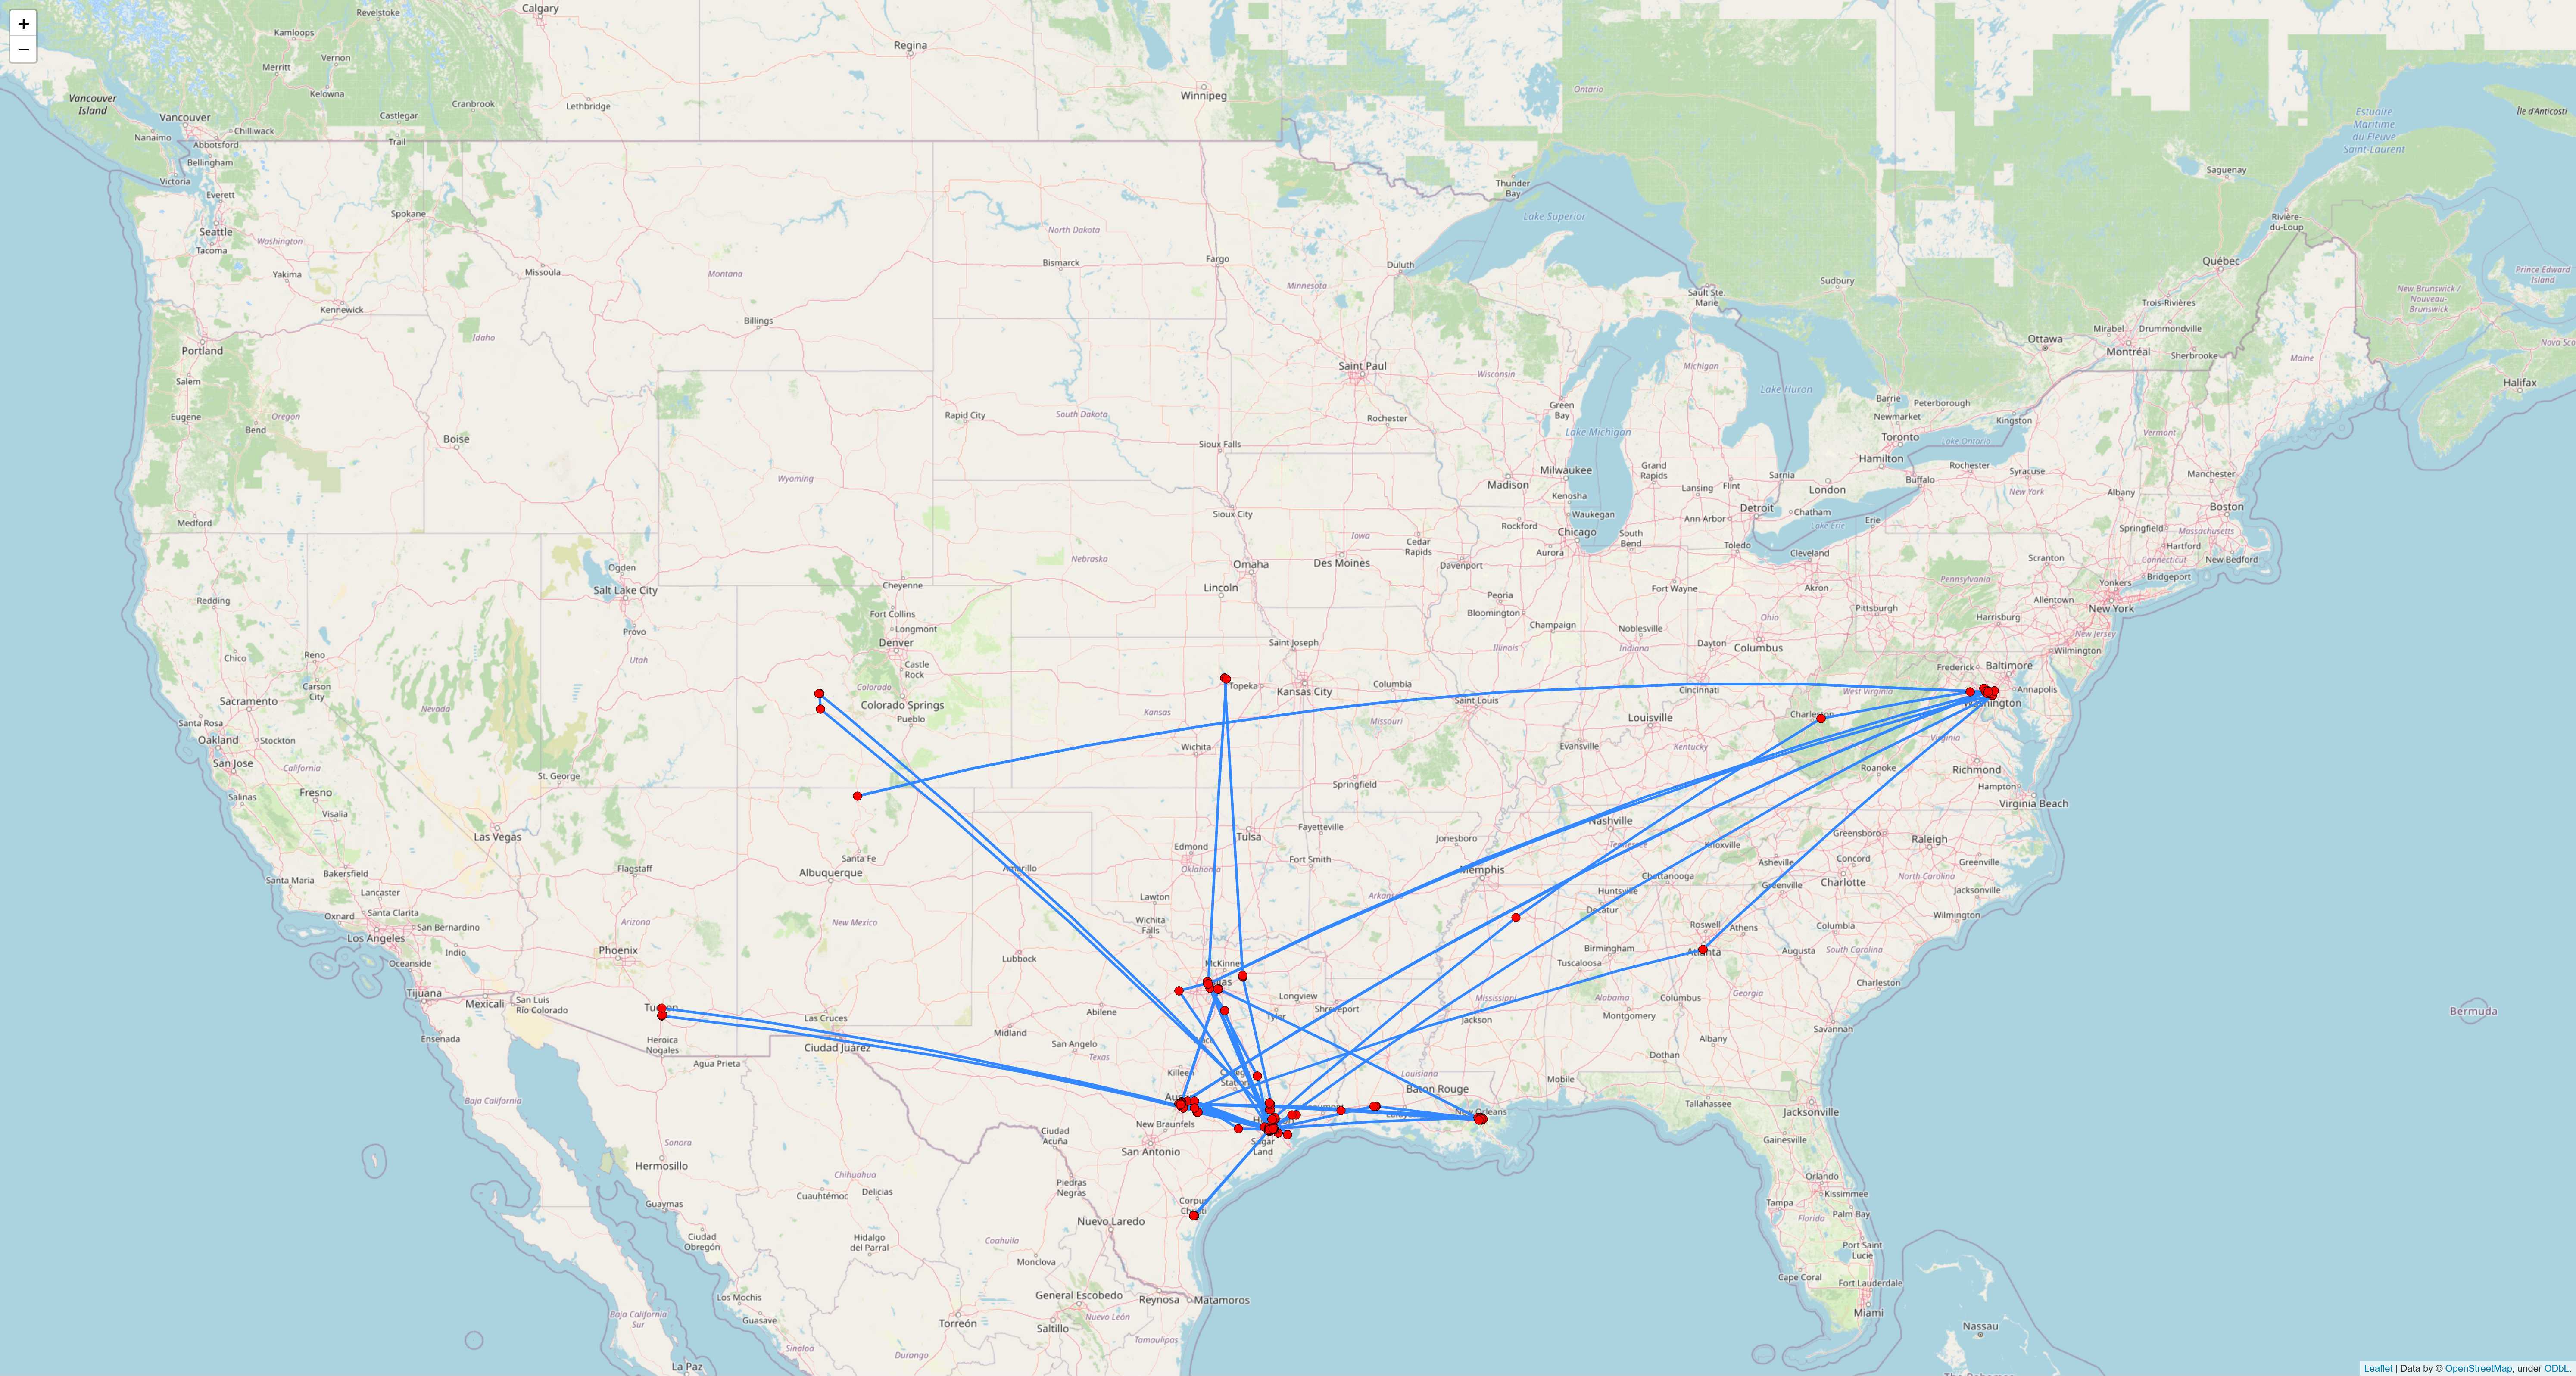 +
−
Calgary
Revelstoke
Kamloops
Vernon
Merritt
Kelowna
Vancouver
Island
Vancouver
Cranbrook
Castlegar
Trail
Lethbridge
Regina
Winnipeg
Nanaimo
Abbotsford
Chilliwack
Bellingham
Victoria
Everett
Seattle
Tacoma
Washington
Spokane
Yakima
Kennewick
Missoula
Montana
Billings
Idaho
North Dakota
Bismarck
Fargo
Ontario
Thunder
Bay
Lake Superior
Duluth
Minnesota
Sault Ste.
Marie
Sudbury
Estuaire
Maritime
du Fleuve
Saint-Laurent
Île d'Anticosti
Saguenay
Rivière-
du-Loup
Québec
Trois-Rivières
Mirabel
Drummondville
Montréal
Sherbrooke
Ottawa
New Brunswick /
Nouveau-
Brunswick
Prince Edward
Island
Nova Sco
Halifax
Maine
Portland
Salem
Eugene
Bend
Oregon
Medford
Boise
Rapid City
South Dakota
Sioux Falls
Saint Paul
Rochester
Wisconsin
Green
Bay
Michigan
Lake Huron
Lake Michigan
Barrie
Newmarket
Peterborough
Kingston
Toronto
Lake Ontario
Hamilton
Rochester
Syracuse
Vermont
Manchester
New York
Albany
Boston
Springfield
Massachusetts
Hartford
New Bedford
Connecticut
Bridgeport
Milwaukee
Madison
Kenosha
Waukegan
Rockford
Chicago
Aurora
Grand
Rapids
Lansing
Flint
Sarnia
London
Detroit
Chatham
Ann Arbor
Buffalo
Erie
Lake Erie
South
Bend
Toledo
Cleveland
Akron
Wyoming
Sioux City
Iowa
Cedar
Rapids
Davenport
Des Moines
Nebraska
Omaha
Lincoln
Ogden
Salt Lake City
Provo
Utah
Cheyenne
Fort Collins
Longmont
Denver
Castle
Rock
Colorado
Colorado Springs
Pueblo
Redding
Chico
Reno
Carson
City
Sacramento
Nevada
Santa Rosa
Oakland
Stockton
San Jose
California
Salinas
Fresno
Visalia
St. George
Las Vegas
Peoria
Bloomington
Champaign
Fort Wayne
Noblesville
Dayton
Ohio
Columbus
Illinois
Indiana
Cincinnati
Pittsburgh
Pennsylvania
Scranton
Allentown
Yonkers
New York
Harrisburg
New Jersey
Wilmington
Frederick
Baltimore
Annapolis
Washington
West Virginia
Virginia
Richmond
Roanoke
Hampton
Virginia Beach
Saint Joseph
Topeka
Kansas City
Columbia
Saint Louis
Missouri
Kansas
Wichita
Springfield
Louisville
Evansville
Kentucky
Nashville
Knoxville
Greensboro
Raleigh
Greenville
Asheville
Concord
Charlotte
North Carolina
Jacksonville
Wilmington
Tulsa
Fayetteville
Jonesboro
Edmond
Oklahoma
Fort Smith
Memphis
Arkansas
Chattanooga
Huntsville
Decatur
Greenville
Roswell
Athens
Columbia
Augusta
South Carolina
Charleston
Birmingham
Tuscaloosa
Santa Fe
Albuquerque
Flagstaff
Arizona
New Mexico
Phoenix
Bakersfield
Santa Maria
Lancaster
Santa Clarita
Oxnard
San Bernardino
Los Angeles
Indio
Oceanside
Tijuana
Mexicali
San Luis
Río Colorado
Ensenada
Lawton
Wichita
Falls
Lubbock
McKinney
Abilene
Midland
San Angelo
Texas
Killeen
Longview
Tyler
Shreveport
Mississippi
Jackson
Alabama
Montgomery
Columbus
Georgia
Savannah
Albany
Dothan
Louisiana
Baton Rouge
Mobile
New Orleans
Tallahassee
Jacksonville
Gainesville
Las Cruces
Ciudad Juárez
Heroica
Nogales
Agua Prieta
Baja California
Sonora
Hermosillo
Guaymas
Ciudad
Obregón
Chihuahua
Cuauhtémoc
Delicias
Hidalgo
del Parral
Ciudad
Acuña
Piedras
Negras
New Braunfels
San Antonio
Sugar
Land
Nuevo Laredo
Coahuila
Monclova
Los Mochis
Guasave
Baja California
Sur
La Paz
Sinaloa
Durango
Torreón
Saltillo
General Escobedo
Nuevo León
Reynosa
Matamoros
Tamaulipas
Orlando
Kissimmee
Tampa
Palm Bay
Florida
Port Saint
Lucie
Cape Coral
Fort Lauderdale
Miami
Nassau
Bermuda
Leaflet | Data by © OpenStreetMap, under ODbL.